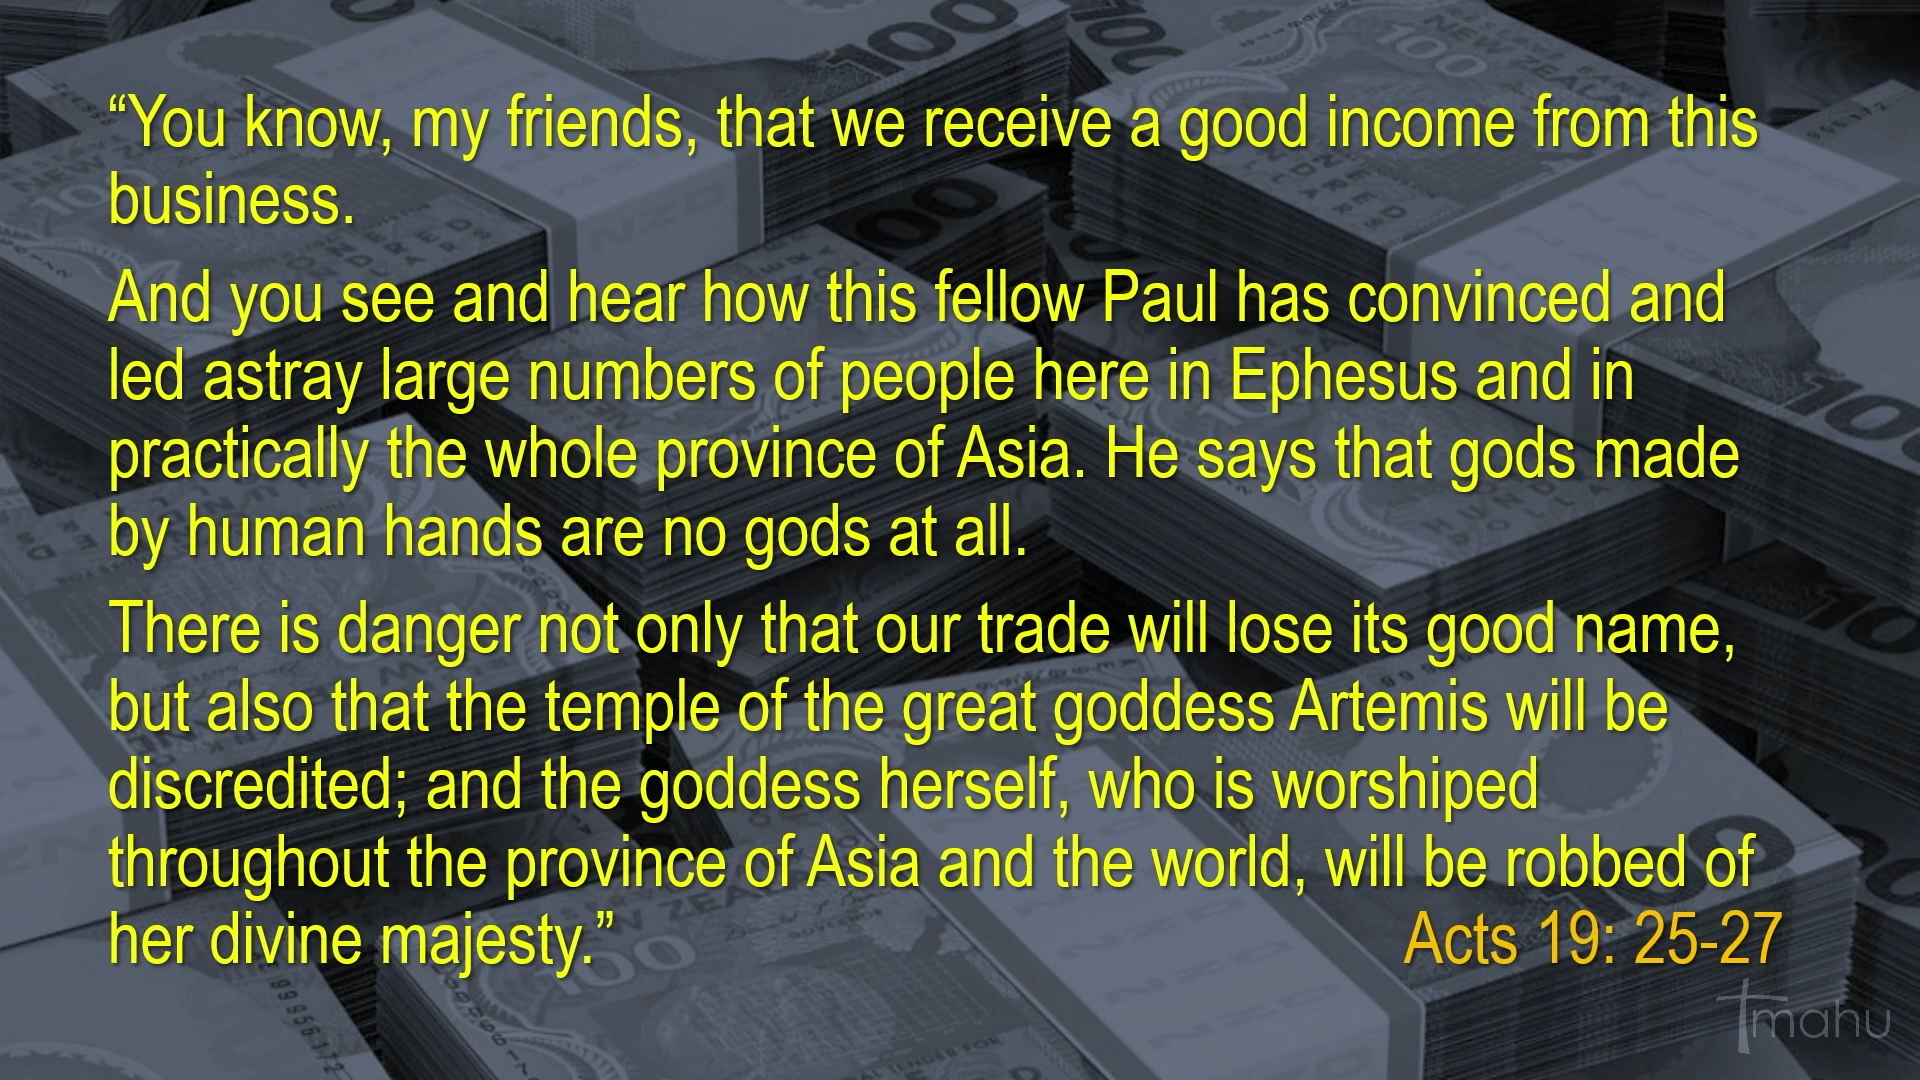 “You know, my friends, that we receive a good income from this
business.
And you see and hear how this fellow Paul has convinced and
led astray large numbers of people here in Ephesus and in
practically the whole province of Asia. He says that gods made
by human hands are no gods at all.
There is danger not only that our trade will lose its good name,
but also that the temple of the great goddess Artemis will be
discredited; and the goddess herself, who is worshiped
throughout the province of Asia and the world, will be robbed of
her divine majesty.” Acts 19: 25-27
mahu